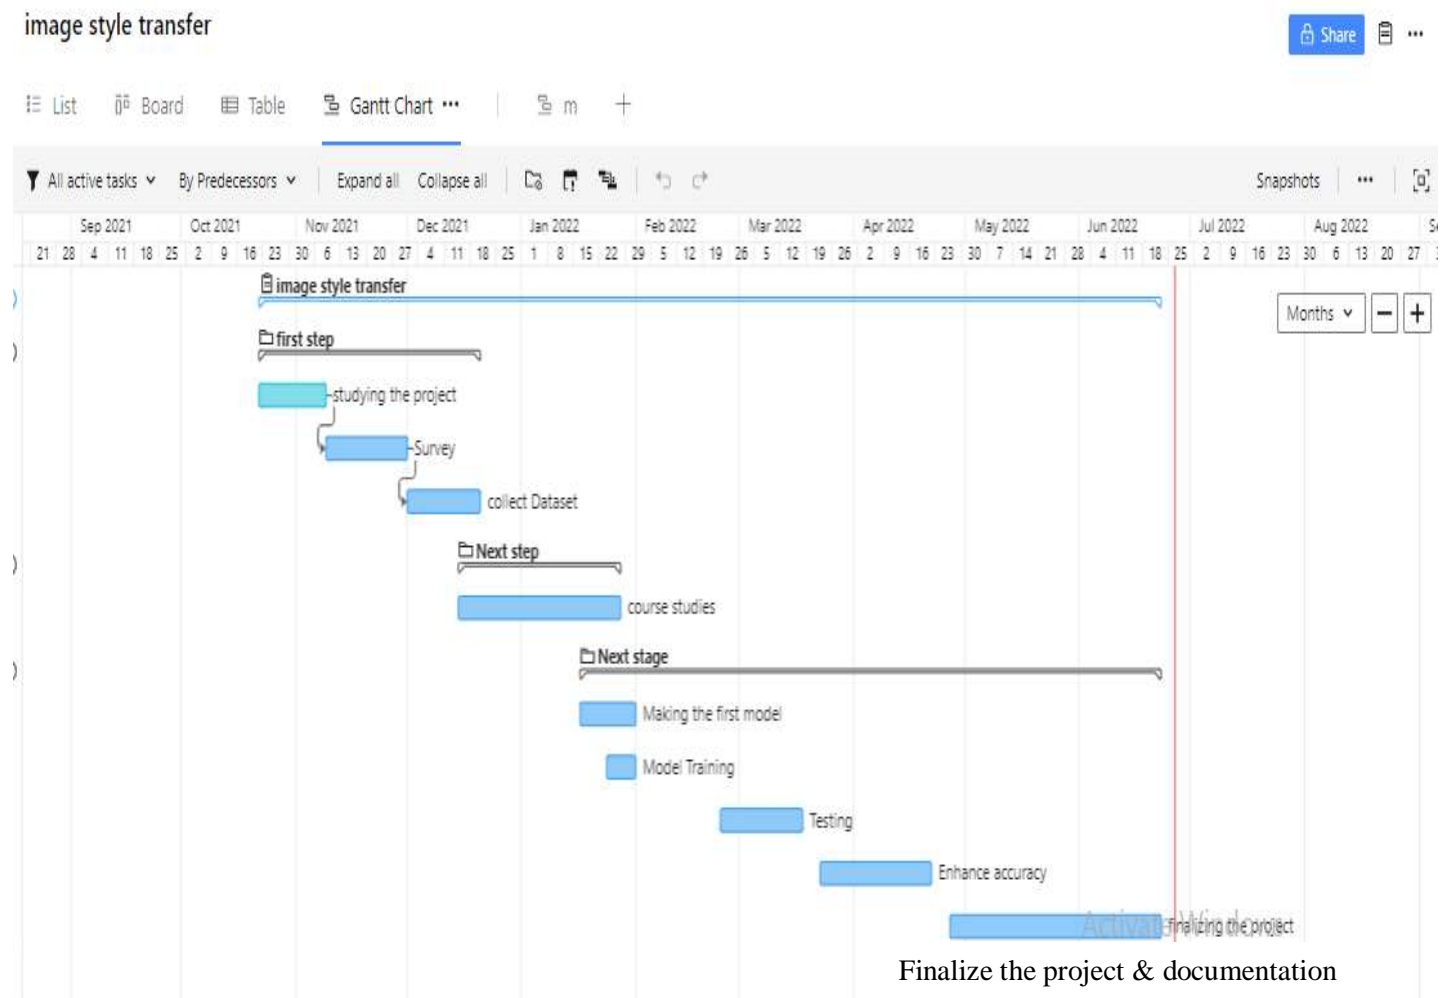 image style transfer
Share
List Board Table Gantt Chart ••• m +
All active tasks By Predecessors Expand all Collapse all Snapshots •••
Sep 2021 Oct 2021 Nov 2021 Dec 2021 Jan 2022 Feb 2022 Mar 2022 Apr 2022 May 2022 Jun 2022 Jul 2022 Aug 2022
21 28 4 11 18 25 2 9 16 23 30 6 13 20 27 4 11 18 25 1 8 15 22 29 5 12 19 26 5 12 19 26 2 9 16 23 30 7 14 21 28 4 11 18 25 2 9 16 23 30 6 13 20 27
image style transfer
Months
first step
studying the project
Survey
collect Dataset
Next step
course studies
Next stage
Making the first model
Model Training
Testing
Enhance accuracy
Activate Windows
finalizing the project
Finalize the project & documentation